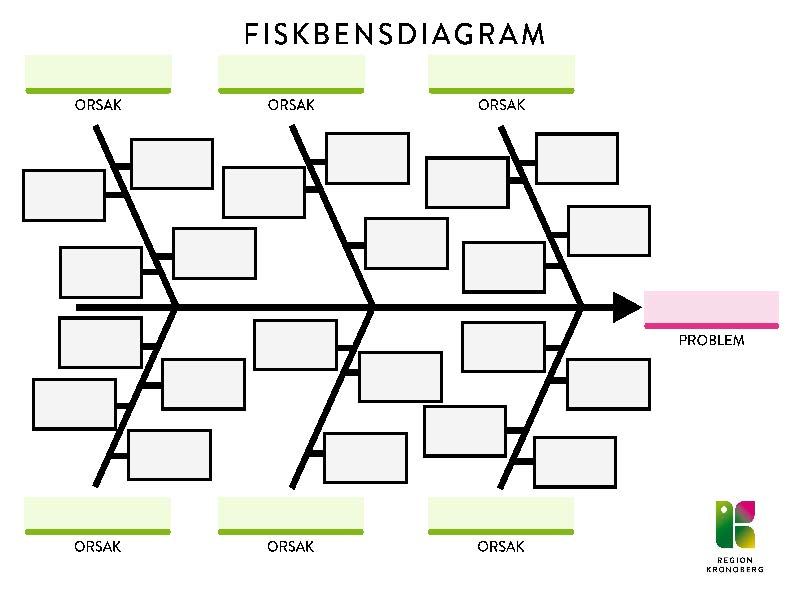 FISKBENSDIAGRAM
ORSAK
ORSAK
ORSAK
PROBLEM
ORSAK
ORSAK
ORSAK
REGION
KRONOBERG